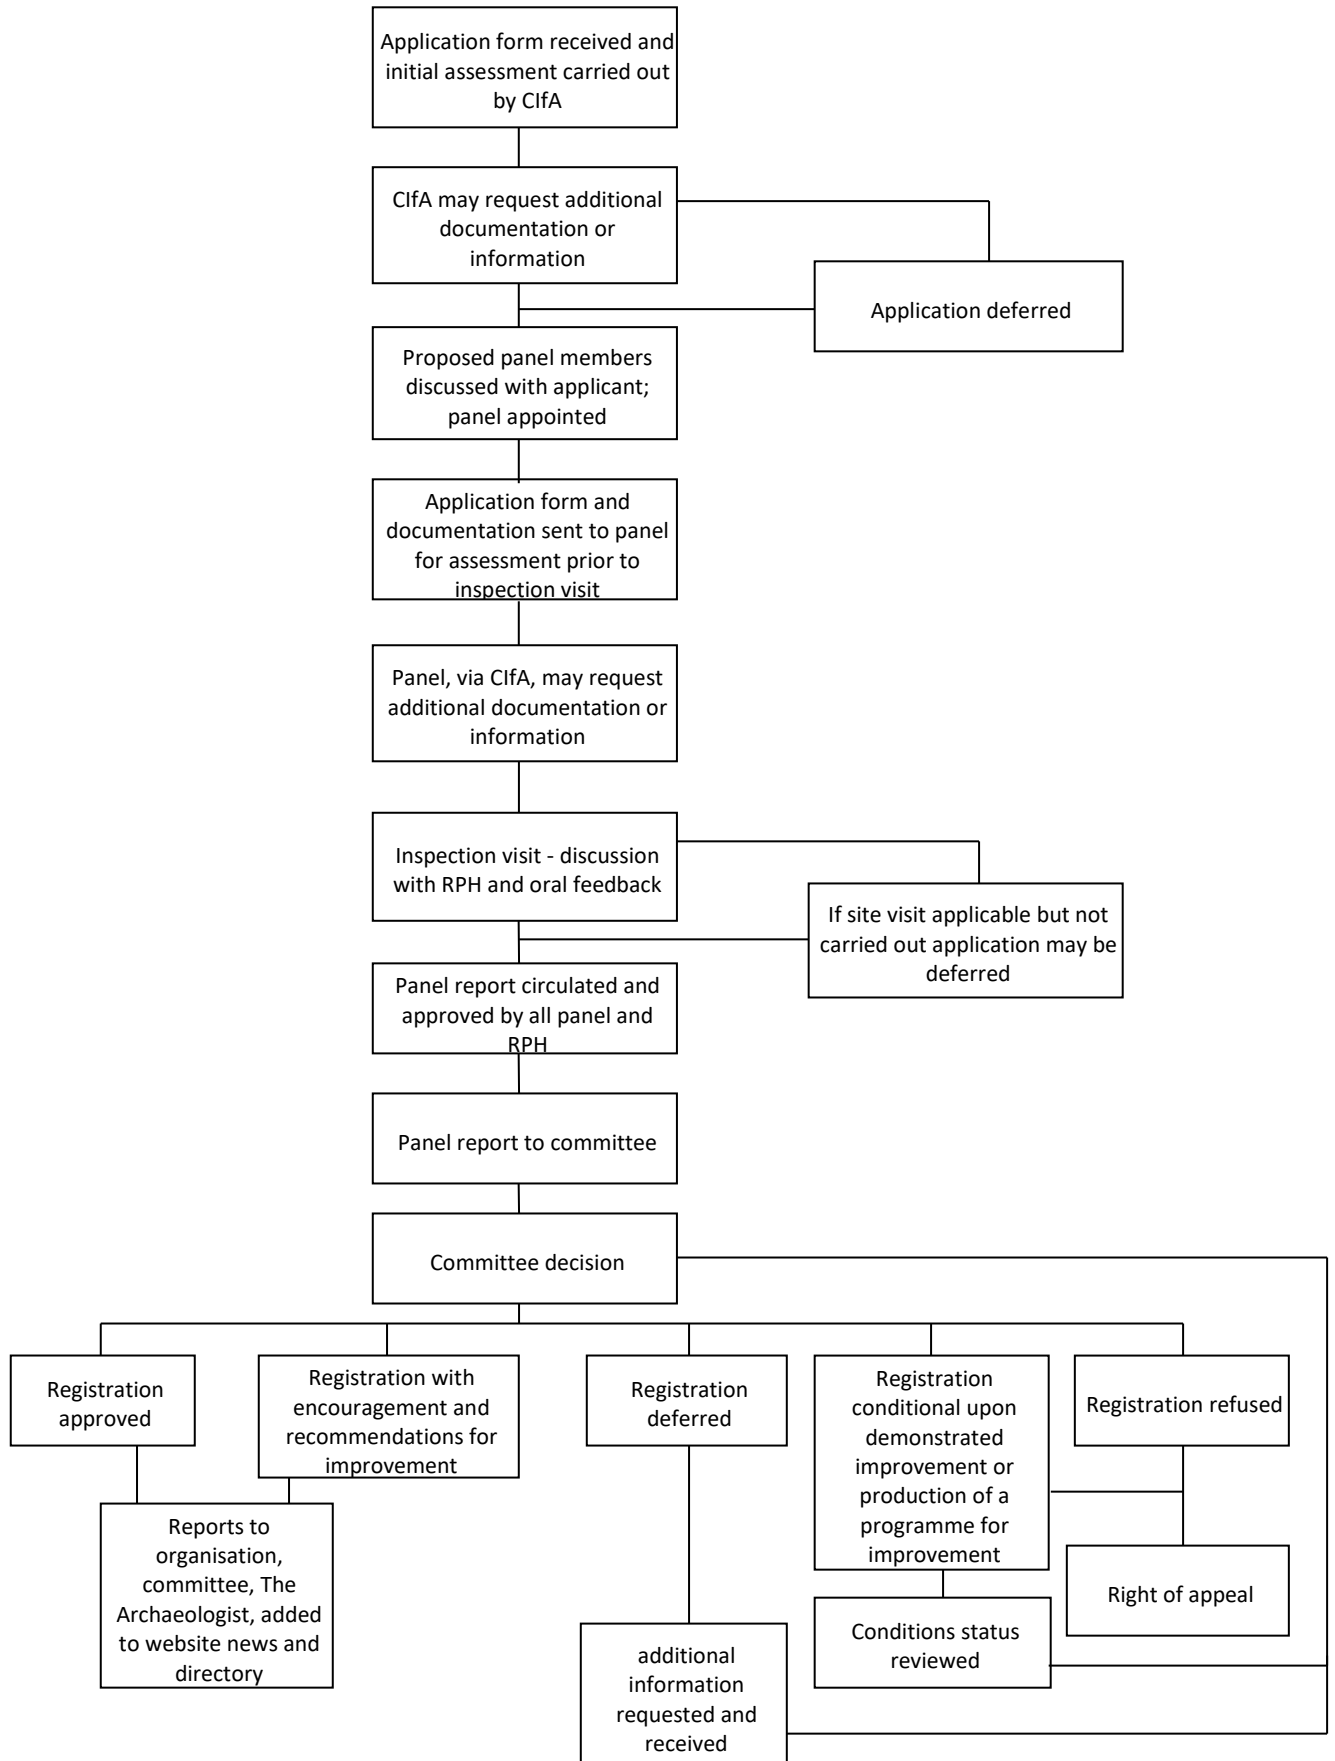 Application form received and
initial assessment carried out
by CIfA
CIfA may request additional
documentation or
information
Application deferred
Proposed panel members
discussed with applicant;
panel appointed
Application form and
documentation sent to panel
for assessment prior to
inspection visit
Panel, via CIfA, may request
additional documentation or
information
Inspection visit - discussion
with RPH and oral feedback
If site visit applicable but not
carried out application may be
deferred
Panel report circulated and
approved by all panel and
RPH
Panel report to committee
Committee decision
Registration
approved
Registration with
encouragement and
recommendations for
improvement
Registration
deferred
Registration
conditional upon
demonstrated
improvement or
production of a
programme for
improvement
Registration refused
Reports to
organisation,
committee, The
Archaeologist, added
to website news and
directory
Right of appeal
Conditions status
reviewed
additional
information
requested and
received